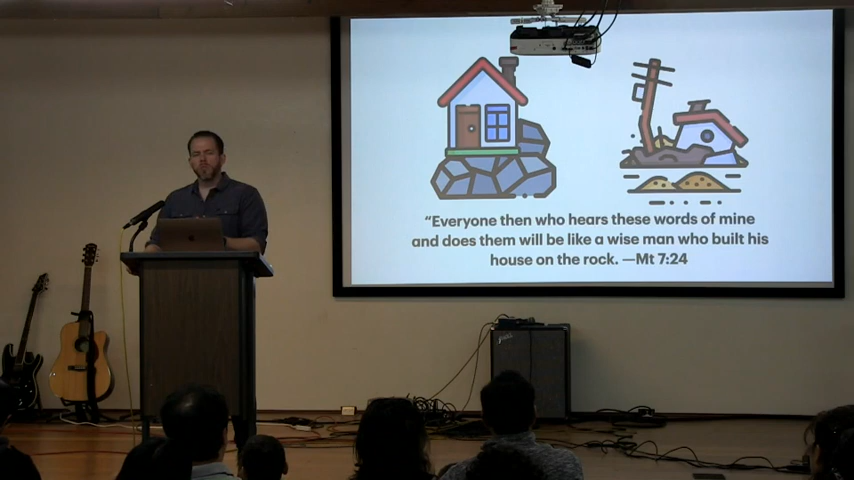 “Everyone then who hears these words of mine
and does them will be like a wise man who built his
house on the rock. —Mt 7:24